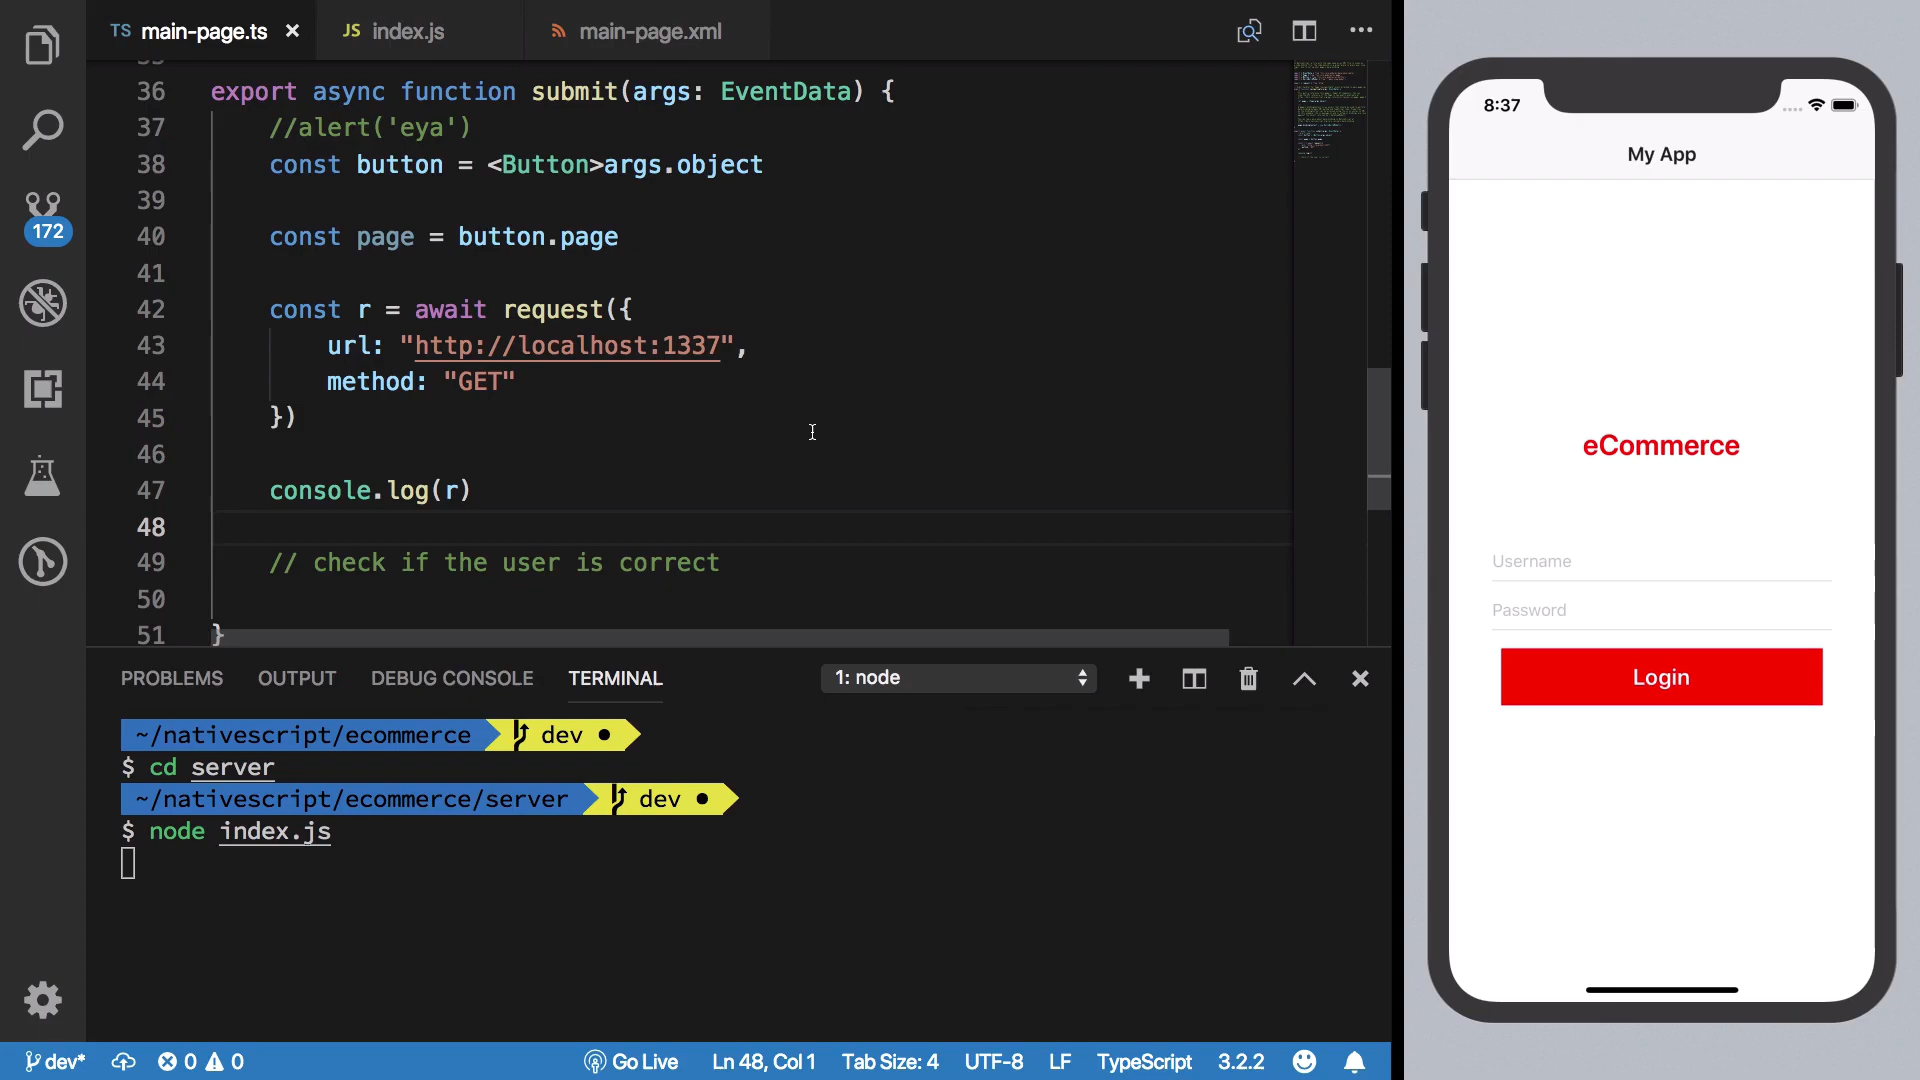 TS main-page.ts JS index.js main-page.xml
36 export async function submit(args: EventData) {
37 //alert('eya')
38 const button = <Button>args.object
39
40 const page = button.page
41
42 const r = await request({
43 url: "http://localhost:1337",
44 method: "GET"
45 })
46
47 console.log(r)
48
49 // check if the user is correct
50
51 }
172
PROBLEMS OUTPUT DEBUG CONSOLE TERMINAL 1: node
~/nativescript/ecommerce dev ●
$ cd server
~/nativescript/ecommerce/server dev ●
$ node index.js
dev* 0 0 Go Live Ln 48, Col 1 Tab Size: 4 UTF-8 LF TypeScript 3.2.2
8:37
My App
eCommerce
Username
Password
Login